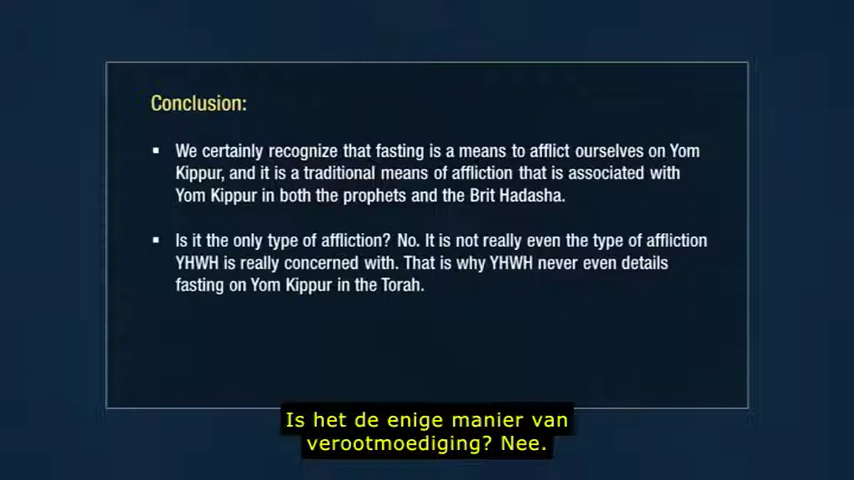 Conclusion:
▪ We certainly recognize that fasting is a means to afflict ourselves on Yom
Kippur, and it is a traditional means of affliction that is associated with
Yom Kippur in both the prophets and the Brit Hadasha.
▪ Is it the only type of affliction? No. It is not really even the type of affliction
YHWH is really concerned with. That is why YHWH never even details
fasting on Yom Kippur in the Torah.
Is het de enige manier van
verootmoediging? Nee.